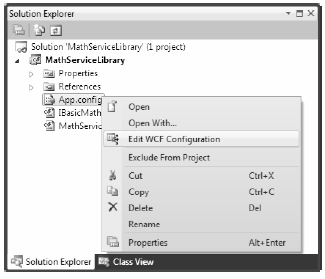 Solution Explorer
Solution 'MathServiceLibrary' (1 project)
MathServiceLibrary
Properties
References
App.config
IBasicMath
MathServic
Open
Open With...
Edit WCF Configuration
Exclude From Project
Cut Ctrl+X
Copy Ctrl+C
Delete Del
Rename
Properties Alt+Enter
Solution Explorer Class View